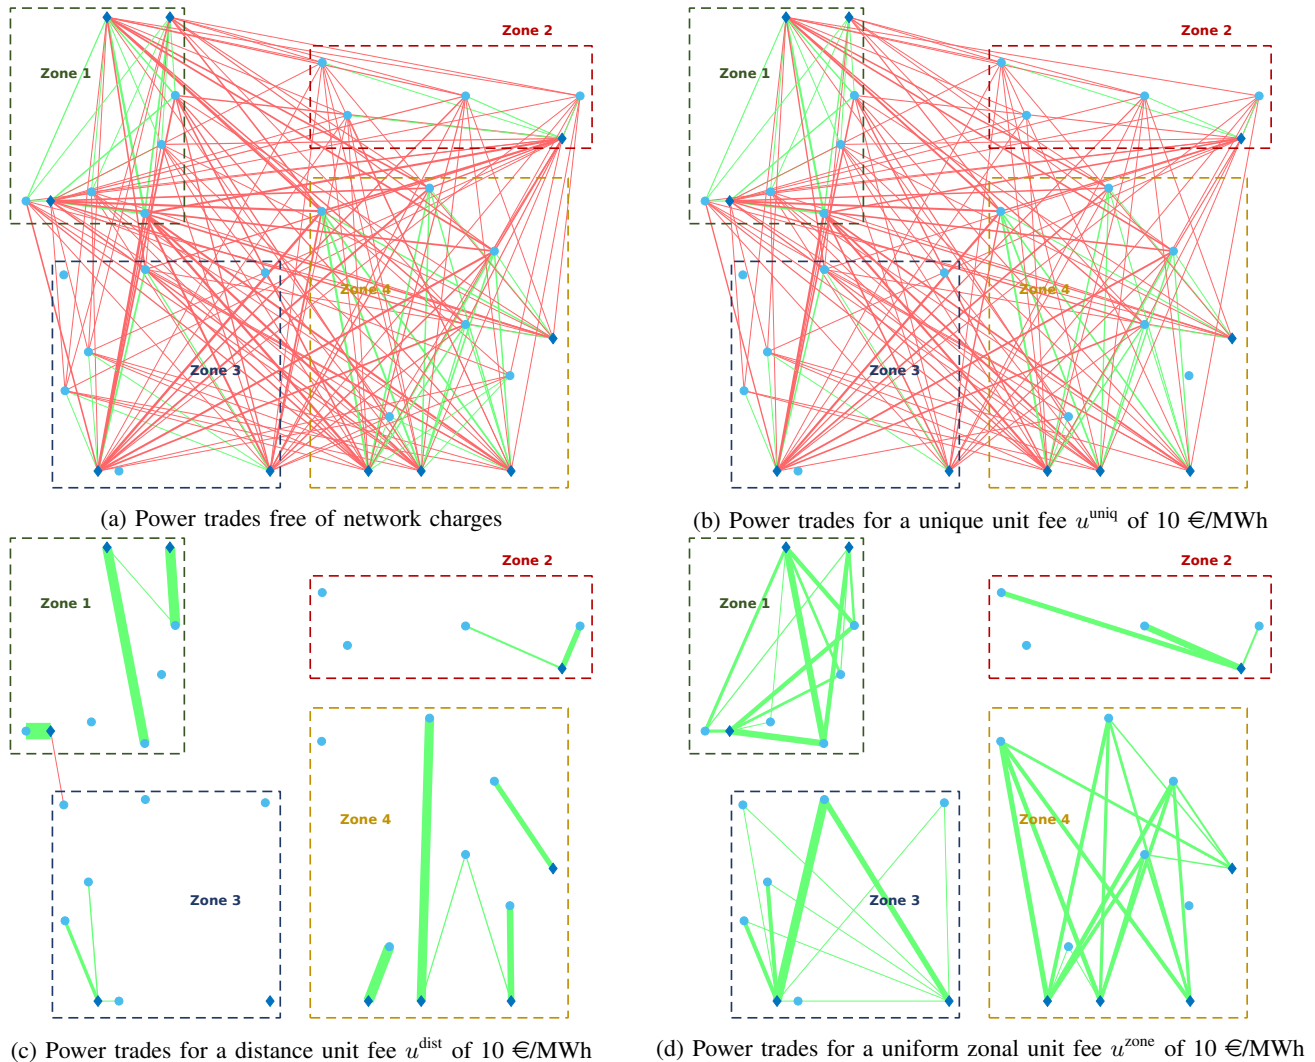 Zone 1
Zone 2
Zone 3
Zone 4
(a) Power trades free of network charges
Zone 1
Zone 2
Zone 3
Zone 4
(b) Power trades for a unique unit fee u^uniq of 10 €/MWh
Zone 1
Zone 2
Zone 3
Zone 4
(c) Power trades for a distance unit fee u^dist of 10 €/MWh
Zone 1
Zone 2
Zone 3
Zone 4
(d) Power trades for a uniform zonal unit fee u^zone of 10 €/MWh